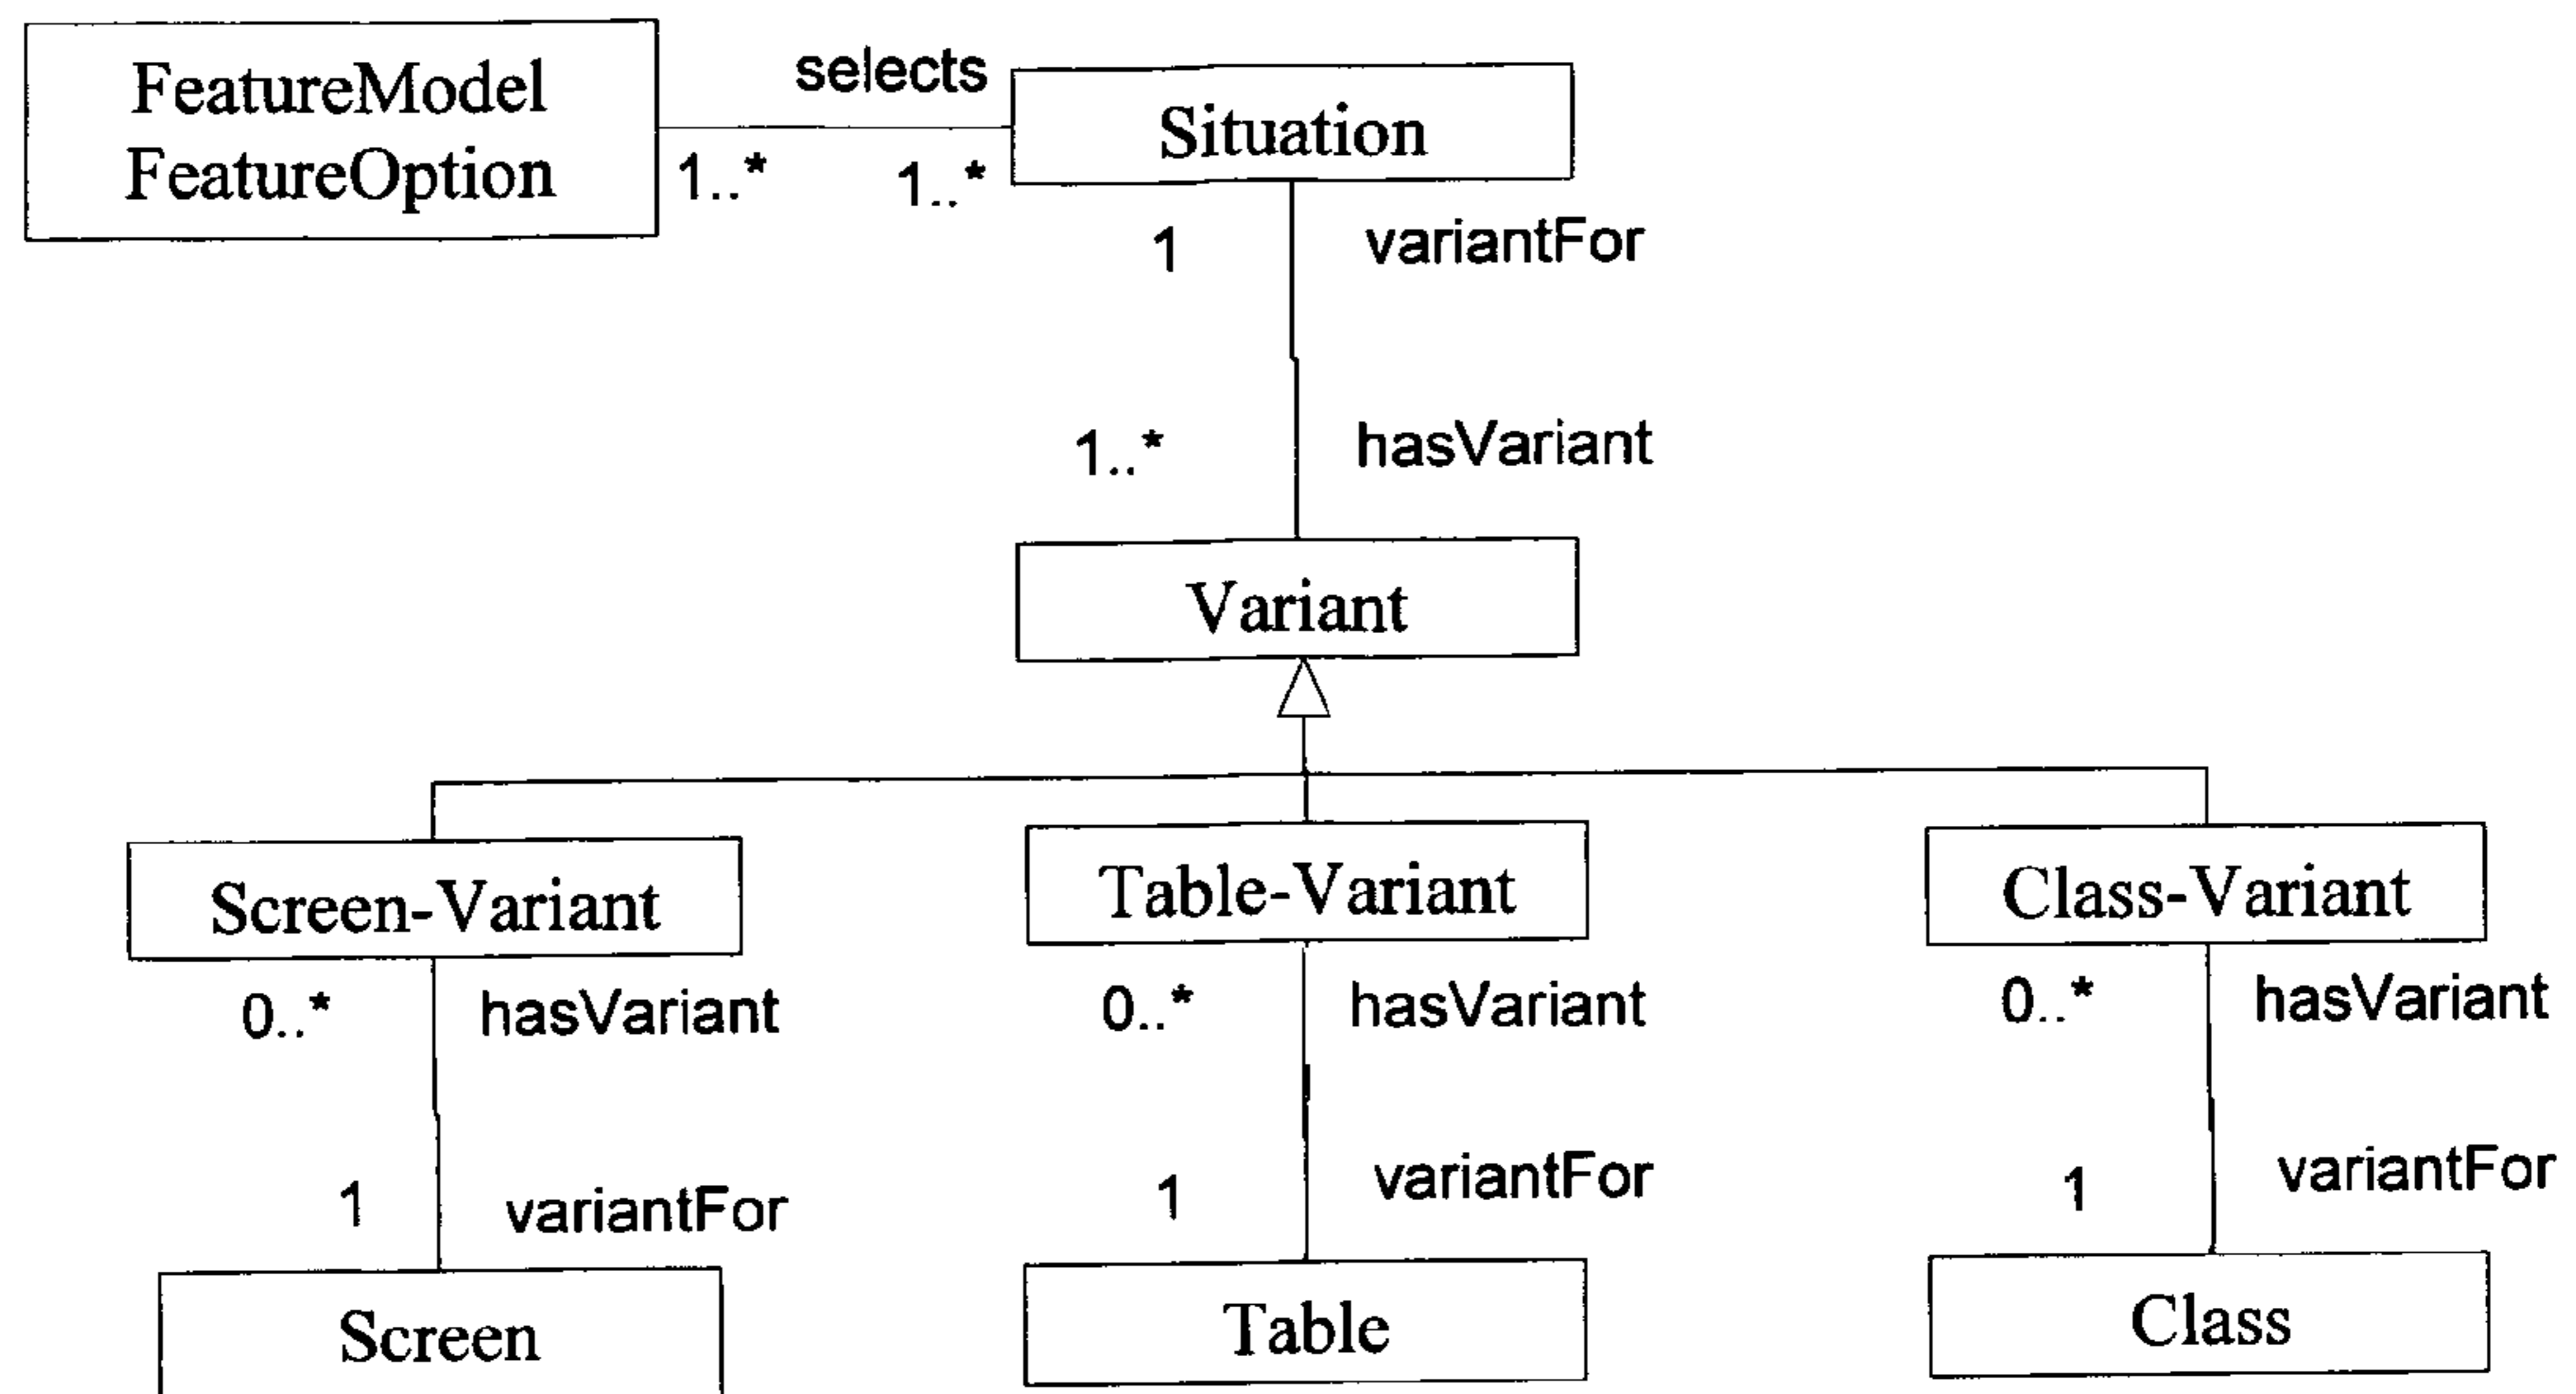 FeatureModel
FeatureOption
selects
1..*
1..*
Situation
1
variantFor
1..*
hasVariant
Variant
Screen-Variant
Table-Variant
Class-Variant
0..*
hasVariant
0..*
hasVariant
0..*
hasVariant
1
variantFor
1
variantFor
1
variantFor
Screen
Table
Class